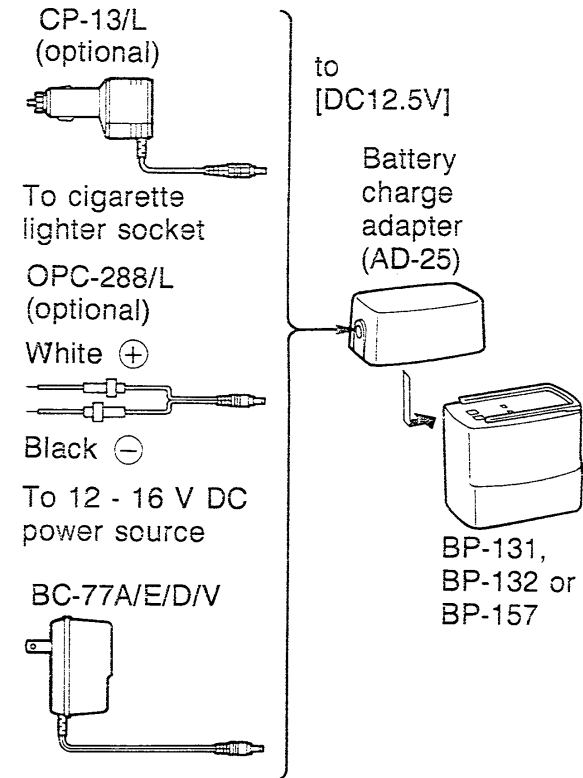 CP-13/L
(optional)
To cigarette
lighter socket
OPC-288/L
(optional)
White ⊕
Black ⊖
To 12 - 16 V DC
power source
BC-77A/E/D/V
to
[DC12.5V]
Battery
charge
adapter
(AD-25)
BP-131,
BP-132 or
BP-157